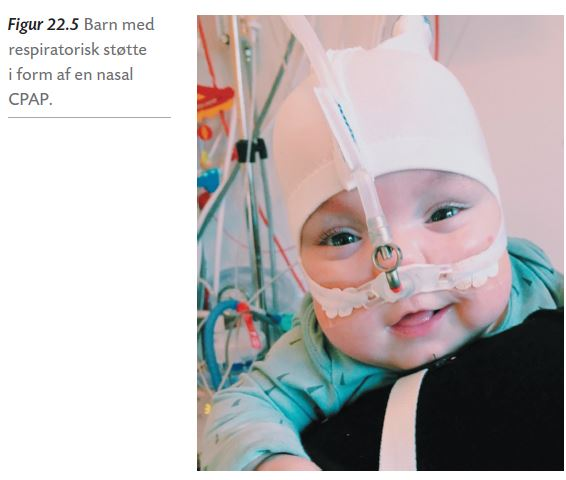 Figur 22.5 Barn med
respiratorisk støtte
i form af en nasal
CPAP.